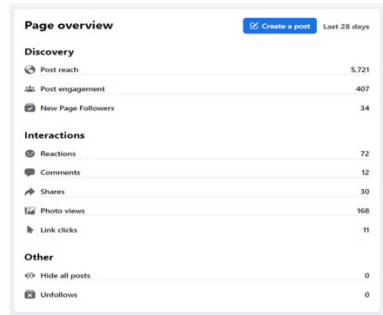 Page overview
Create a post
Last 28 days
Discovery
Post reach 5,721
Post engagement 407
New Page Followers 34
Interactions
Reactions 72
Comments 12
Shares 30
Photo views 168
Link clicks 11
Other
Hide all posts 0
Unfollows 0